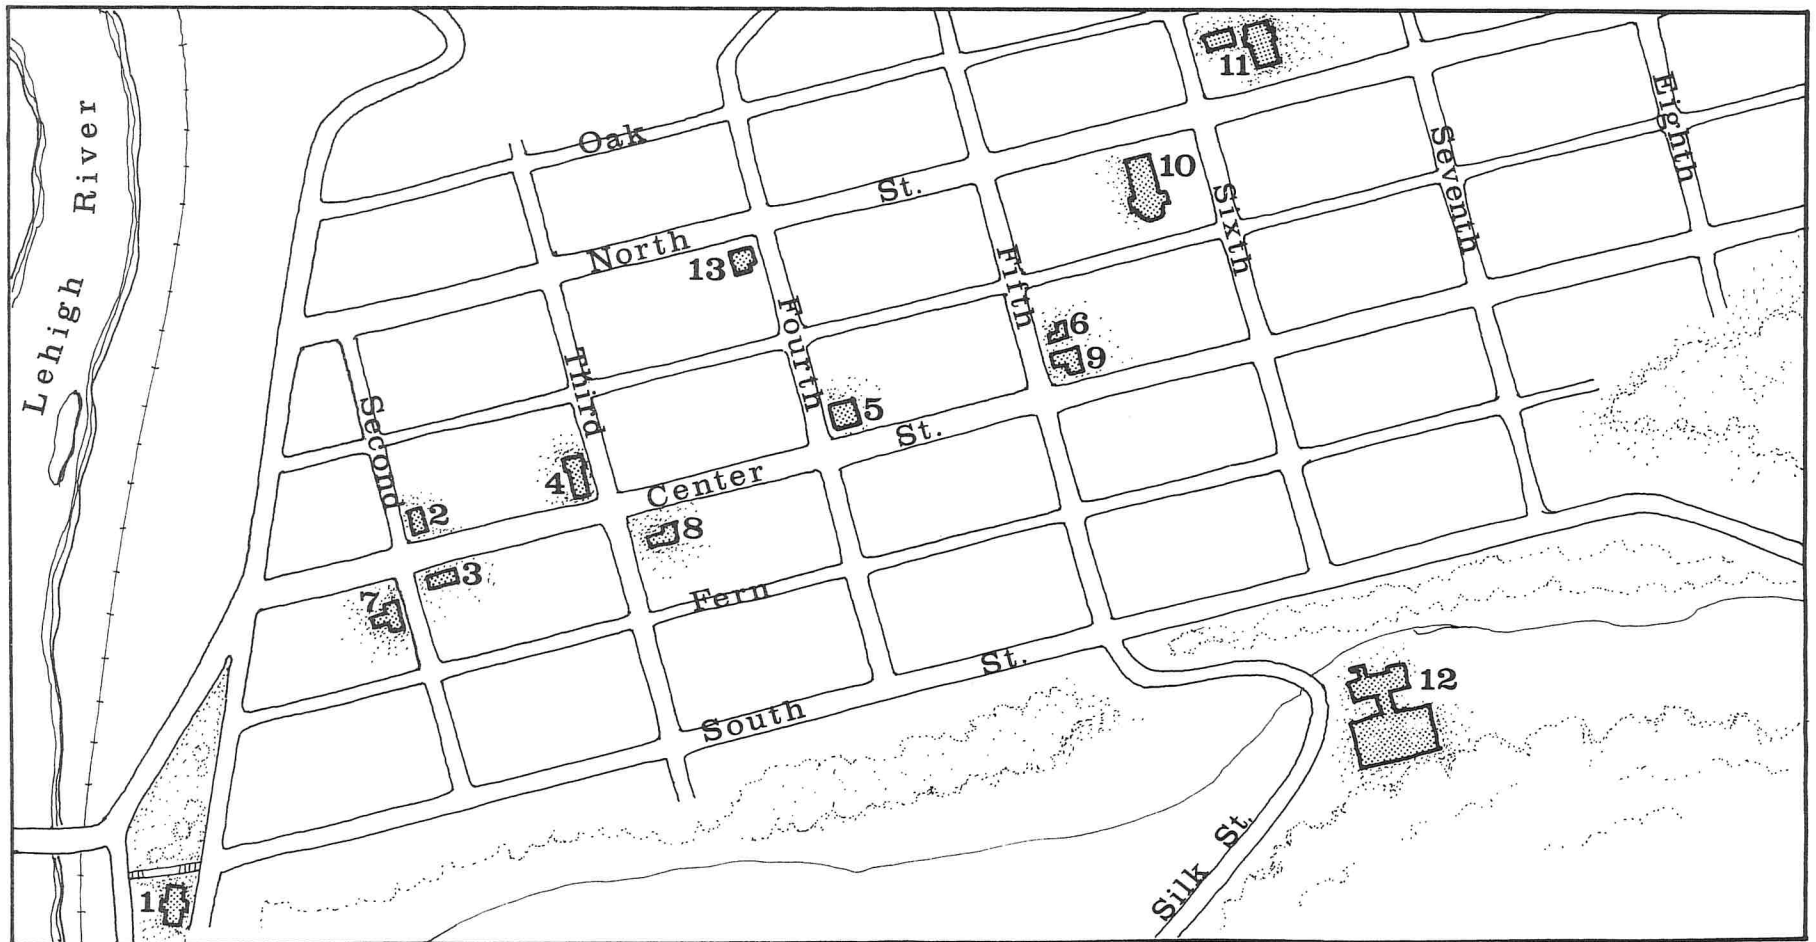 Lehigh River
Oak
St.
North
Second
Third
Fourth
Fifth
Sixth
Seventh
Eighth
Center
St.
Fern
South
St.
Silk St.
1
2
3
4
5
6
7
8
9
10
11
12
13